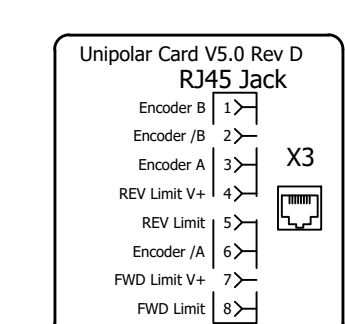 Unipolar Card V5.0 Rev D
RJ45 Jack
Encoder B 1
Encoder /B 2
Encoder A 3
X3
REV Limit V+ 4
REV Limit 5
Encoder /A 6
FWD Limit V+ 7
FWD Limit 8